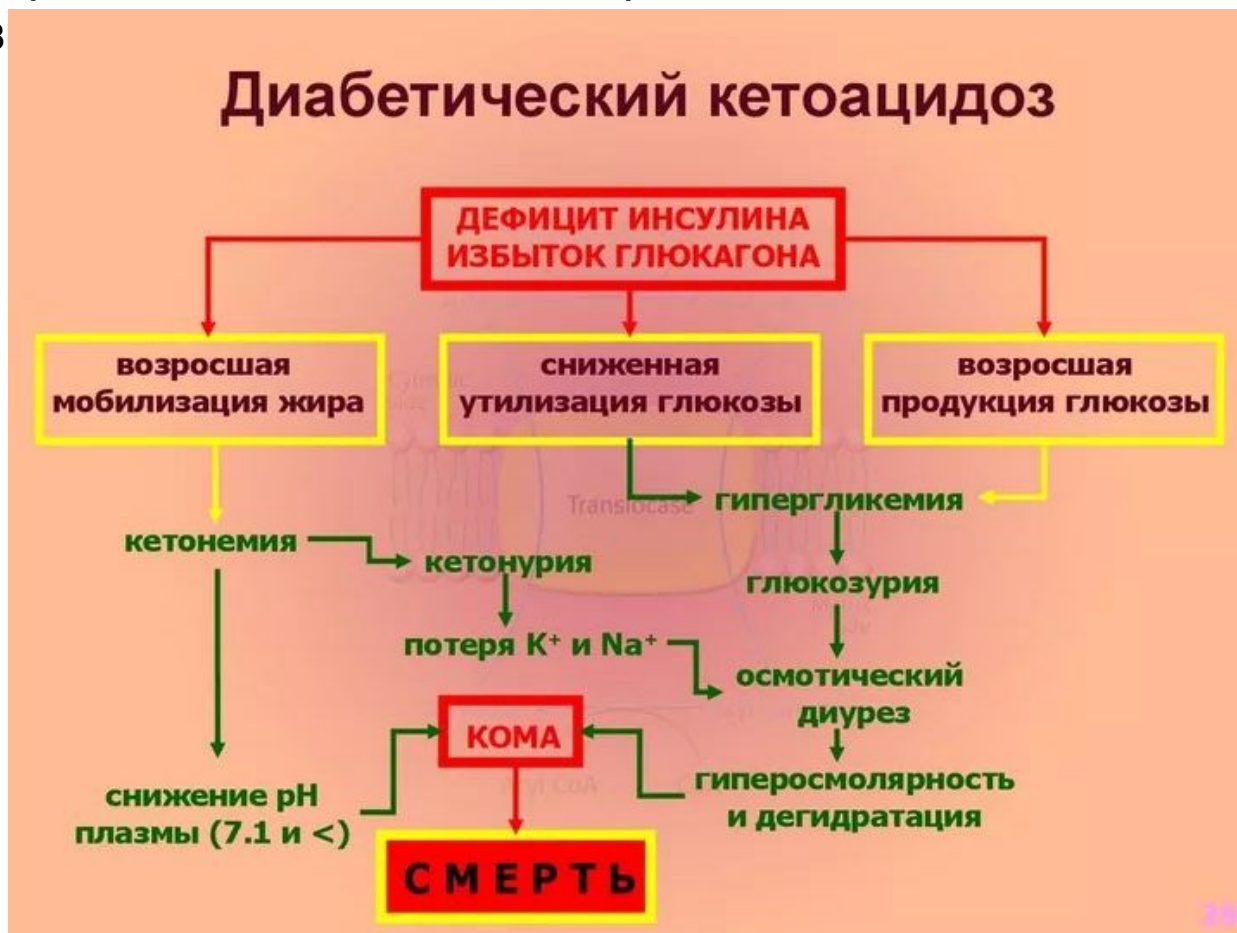 Диабетический кетоацидоз
ДЕФИЦИТ ИНСУЛИНА
ИЗБЫТОК ГЛЮКАГОНА
возросшая
мобилизация жира
сниженная
утилизация глюкозы
возросшая
продукция глюкозы
Translocase
гипергликемия
кетонемия
кетонурия
глюкозурия
потеря K⁺ и Na⁺
осмотический
диурез
КОМА
гиперосмолярность
и дегидратация
снижение pH
плазмы (7.1 и <)
СМЕРТЬ